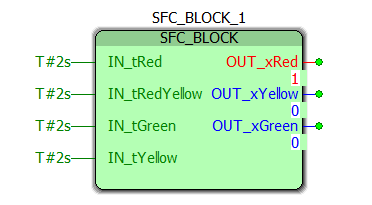 SFC_BLOCK_1
SFC_BLOCK
T#2s IN_tRed OUT_xRed
1
T#2s IN_tRedYellow OUT_xYellow
0
T#2s IN_tGreen OUT_xGreen
0
T#2s IN_tYellow